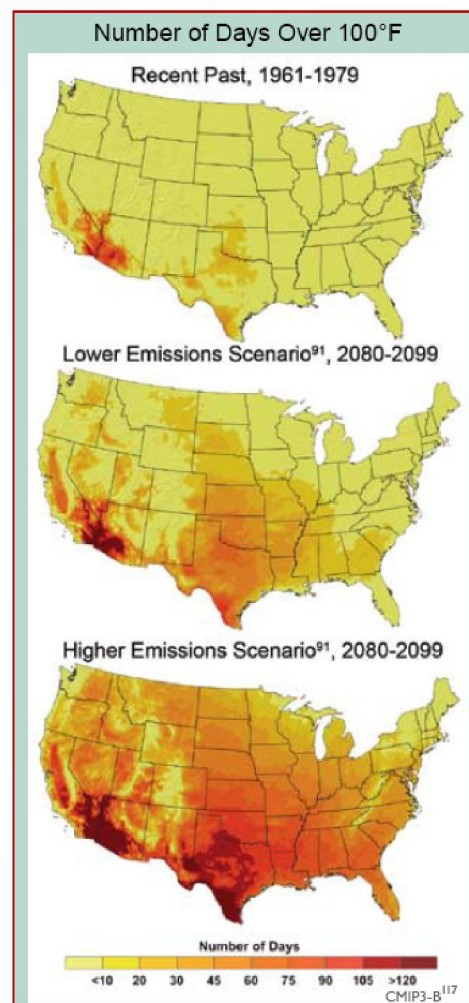 Number of Days Over 100°F
Recent Past, 1961-1979
Lower Emissions Scenario⁹¹, 2080-2099
Higher Emissions Scenario⁹¹, 2080-2099
Number of Days
<10 20 30 45 60 75 90 105 >120
CMIP3-B¹¹⁷